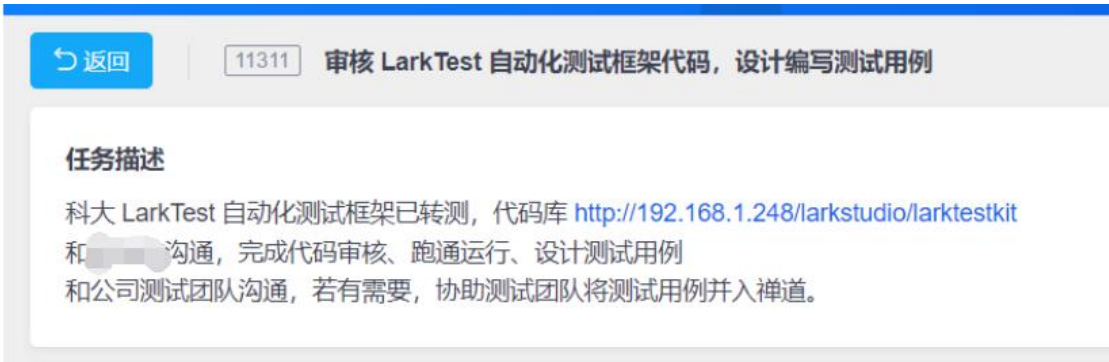 返回
11311 审核 LarkTest 自动化测试框架代码，设计编写测试用例
任务描述
科大 LarkTest 自动化测试框架已转测，代码库 http://192.168.1.248/larkstudio/larktestkit
和 沟通，完成代码审核、跑通运行、设计测试用例
和公司测试团队沟通，若有需要，协助测试团队将测试用例并入禅道。